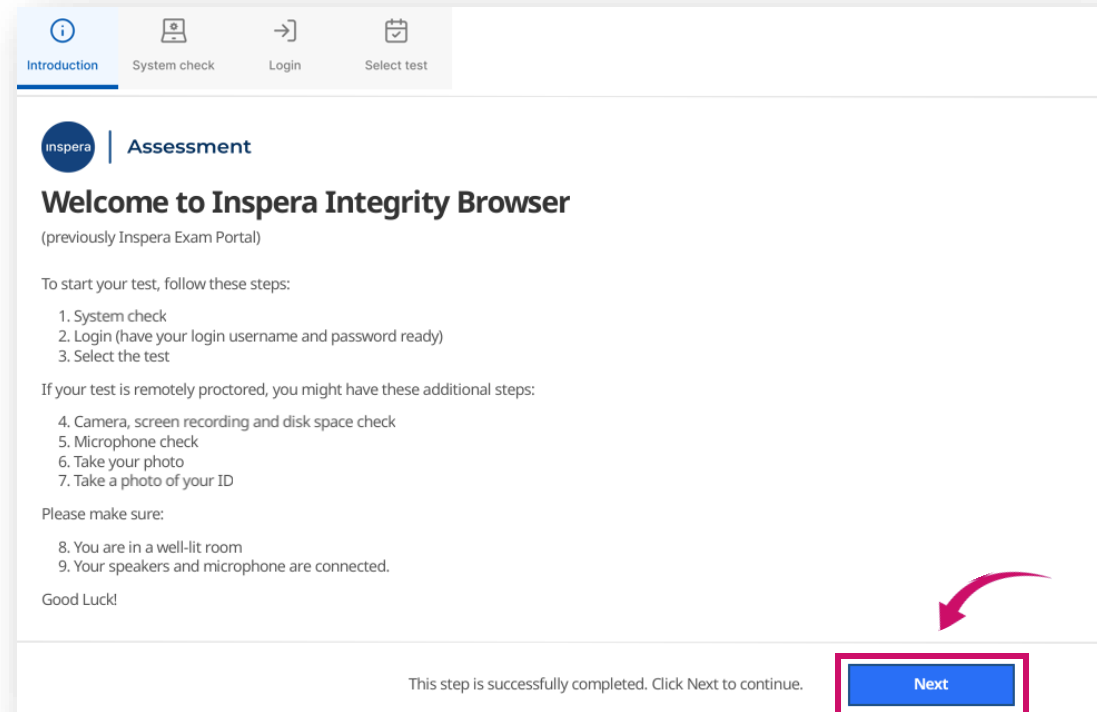 Introduction
System check
Login
Select test
inspera
Assessment
Welcome to Inspera Integrity Browser
(previously Inspera Exam Portal)
To start your test, follow these steps:
1. System check
2. Login (have your login username and password ready)
3. Select the test
If your test is remotely proctored, you might have these additional steps:
4. Camera, screen recording and disk space check
5. Microphone check
6. Take your photo
7. Take a photo of your ID
Please make sure:
8. You are in a well-lit room
9. Your speakers and microphone are connected.
Good Luck!
This step is successfully completed. Click Next to continue.
Next